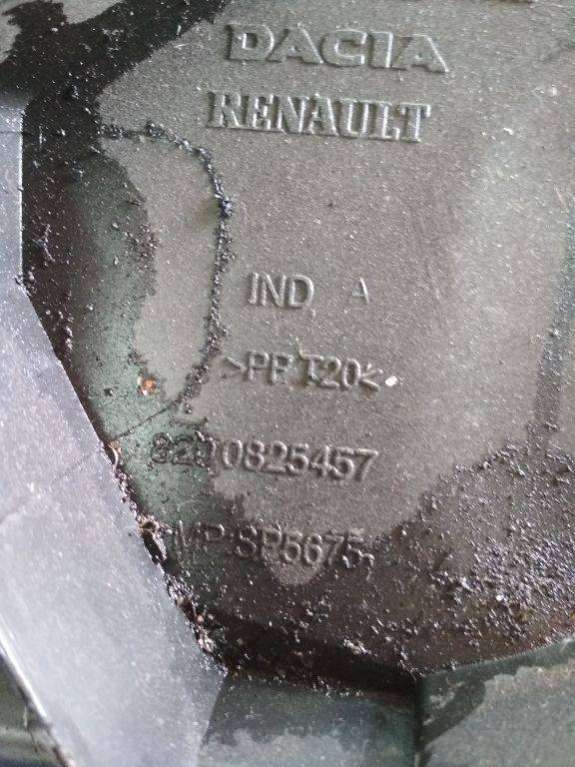 DACIA
RENAULT
IND A
>PP T20<
8200825457
MP: SP5675